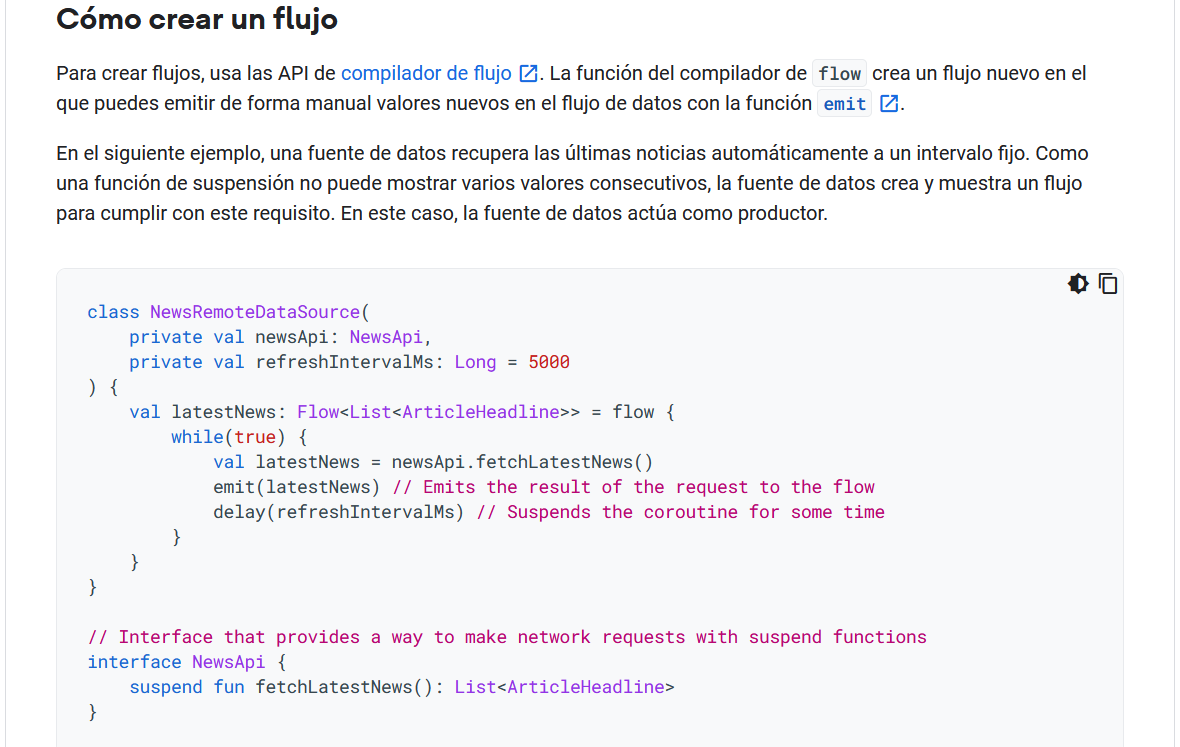 Cómo crear un flujo
Para crear flujos, usa las API de compilador de flujo. La función del compilador de flow crea un flujo nuevo en el
que puedes emitir de forma manual valores nuevos en el flujo de datos con la función emit.
En el siguiente ejemplo, una fuente de datos recupera las últimas noticias automáticamente a un intervalo fijo. Como
una función de suspensión no puede mostrar varios valores consecutivos, la fuente de datos crea y muestra un flujo
para cumplir con este requisito. En este caso, la fuente de datos actúa como productor.
class NewsRemoteDataSource(
    private val newsApi: NewsApi,
    private val refreshIntervalMs: Long = 5000
) {
    val latestNews: Flow<List<ArticleHeadline>> = flow {
        while(true) {
            val latestNews = newsApi.fetchLatestNews()
            emit(latestNews) // Emits the result of the request to the flow
            delay(refreshIntervalMs) // Suspends the coroutine for some time
        }
    }
}
// Interface that provides a way to make network requests with suspend functions
interface NewsApi {
    suspend fun fetchLatestNews(): List<ArticleHeadline>
}